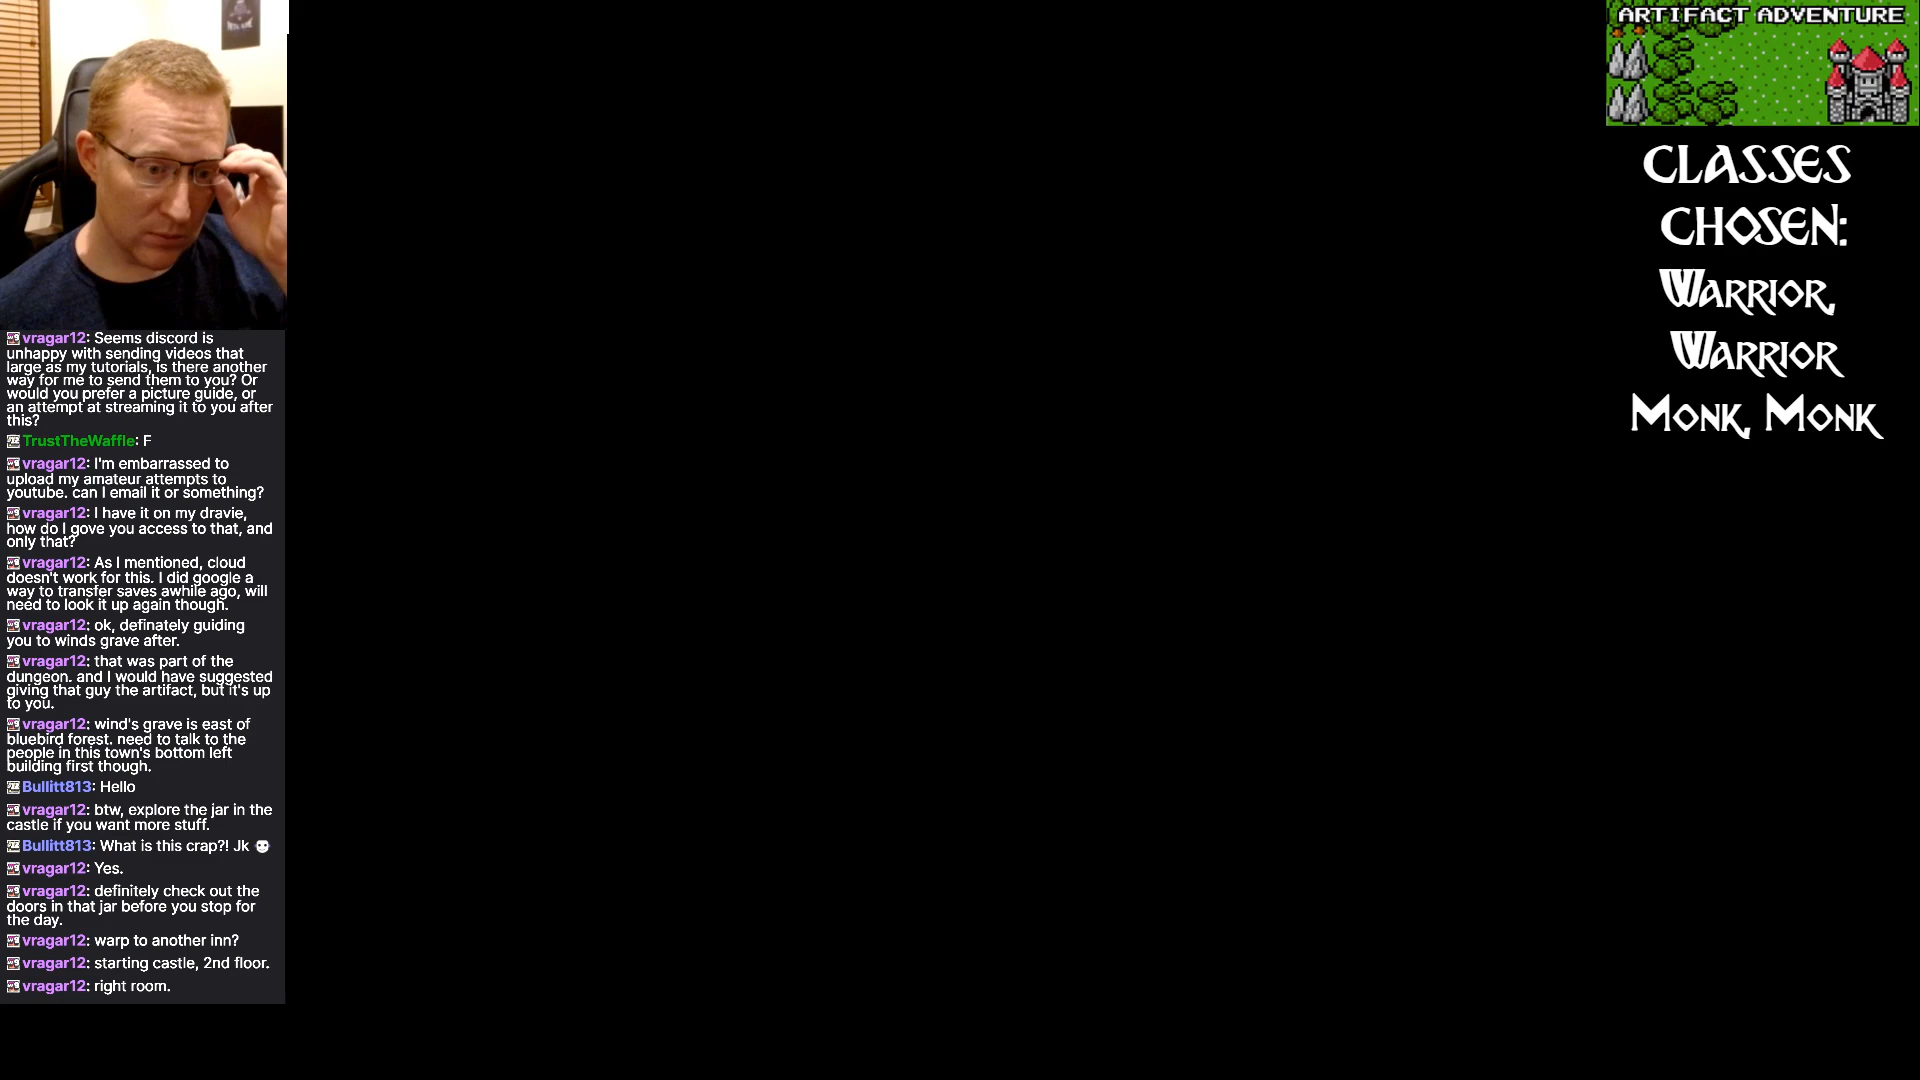 vragar12: Seems discord is
unhappy with sending videos that
large as my tutorials, is there another
way for me to send them to you? Or
would you prefer a picture guide, or
an attempt at streaming it to you after
this?
TrustTheWaffle: F
vragar12: I'm embarrassed to
upload my amateur attempts to
youtube. can I email it or something?
vragar12: I have it on my dravie,
how do I gove you access to that, and
only that?
vragar12: As I mentioned, cloud
doesn't work for this. I did google a
way to transfer saves awhile ago, will
need to look it up again though.
vragar12: ok, definately guiding
you to winds grave after.
vragar12: that was part of the
dungeon. and I would have suggested
giving that guy the artifact, but it's up
to you.
vragar12: wind's grave is east of
bluebird forest. need to talk to the
people in this town's bottom left
building first though.
Bullitt813: Hello
vragar12: btw, explore the jar in the
castle if you want more stuff.
Bullitt813: What is this crap?! Jk
vragar12: Yes.
vragar12: definitely check out the
doors in that jar before you stop for
the day.
vragar12: warp to another inn?
vragar12: starting castle, 2nd floor.
vragar12: right room.
ARTIFACT ADVENTURE
CLASSES
CHOSEN:
WARRIOR,
WARRIOR
MONK, MONK